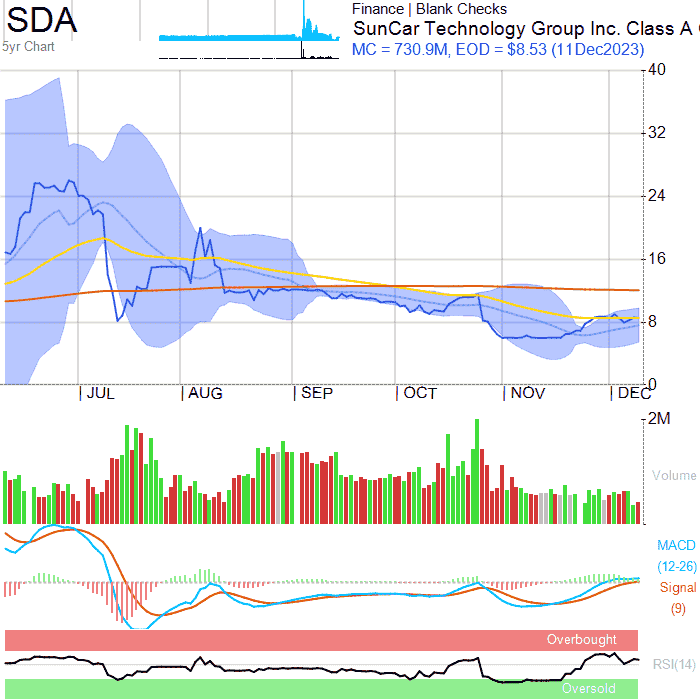 SDA
5yr Chart
Finance | Blank Checks
SunCar Technology Group Inc. Class A
MC = 730.9M, EOD = $8.53 (11Dec2023)
40
32
24
16
8
0
JUL
AUG
SEP
OCT
NOV
DEC
2M
Volume
MACD
(12-26)
Signal
(9)
Overbought
RSI(14)
Oversold